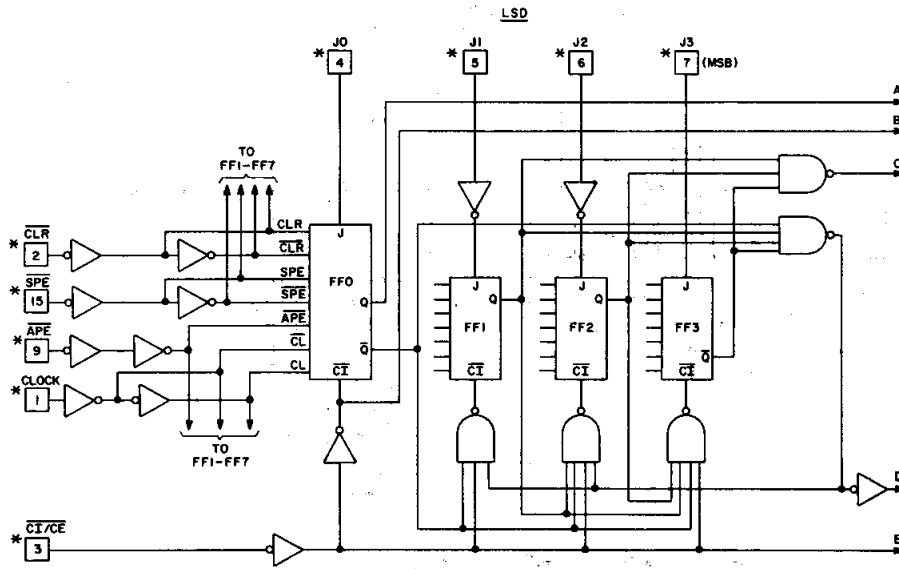 LSD
J0
* 4
J1
* 5
J2
* 6
J3
* 7 (MSB)
A
B
C
TO
FF1-FF7
CLR
* 2
SPE
* 15
APE
* 9
*CLOCK
1
CLR
CLR
SPE
SPE
APE
CL
CL
J
FF0
Q
Q
CI
J
Q
FF1
CI
J
Q
FF2
CI
J
FF3
Q
CI
TO
FF1-FF7
D
CI/CE
* 3
E